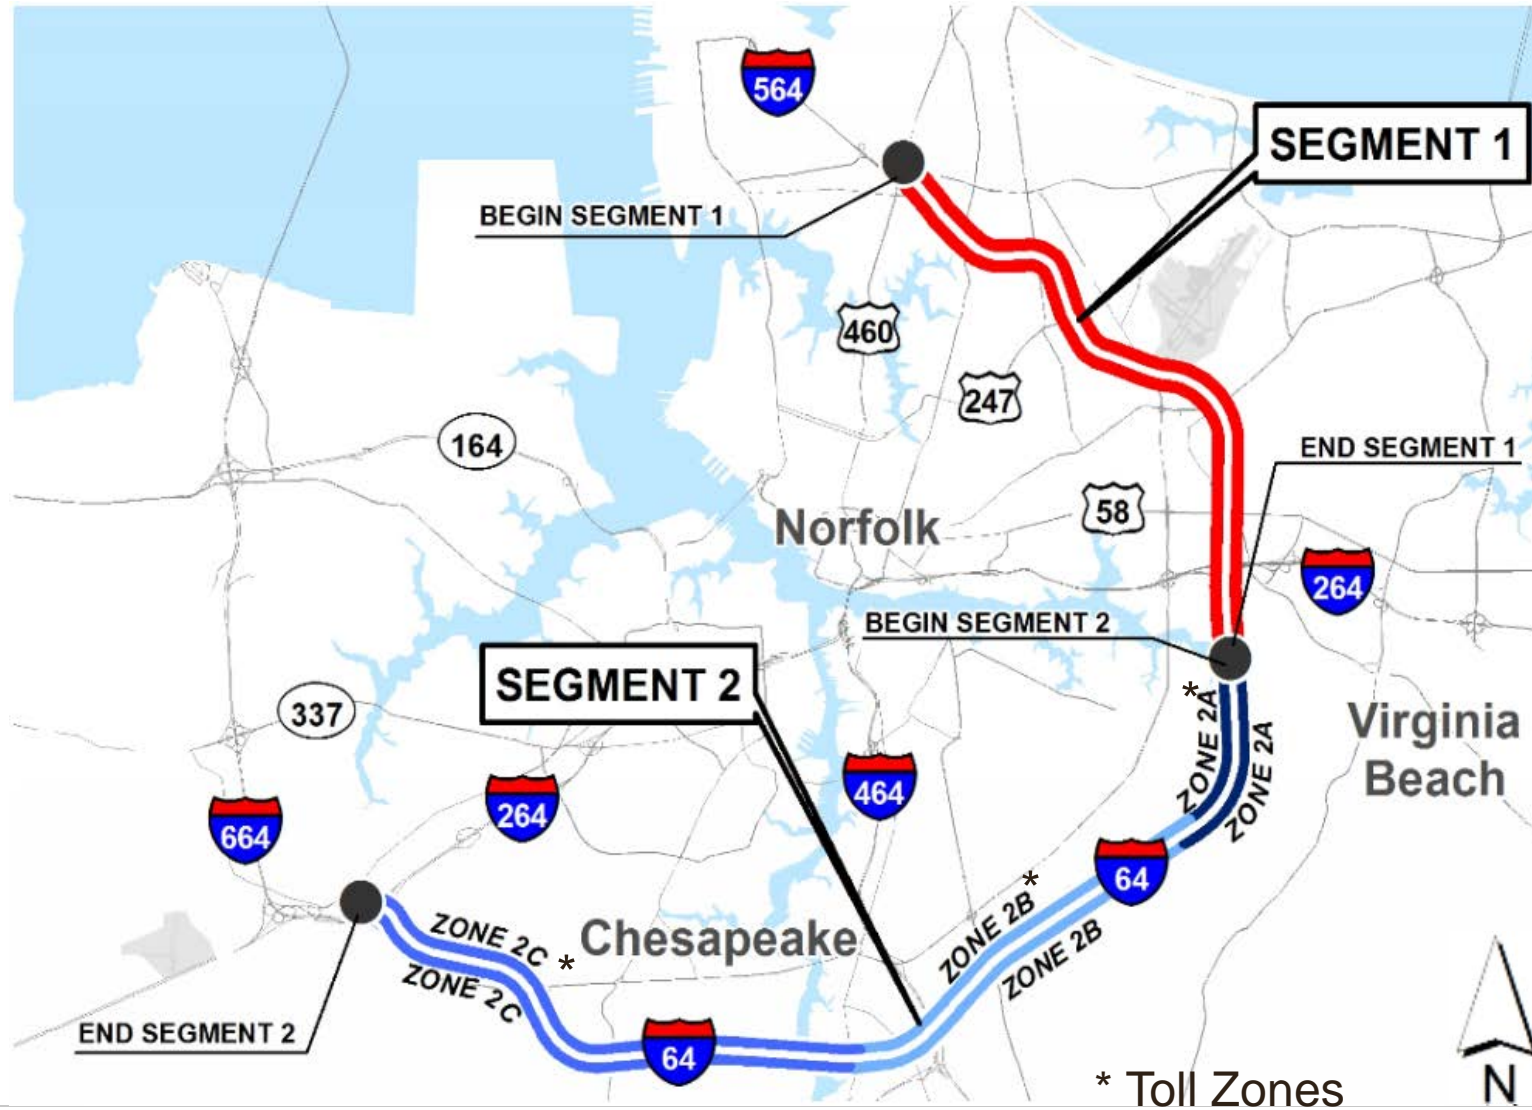 564
SEGMENT 1
BEGIN SEGMENT 1
460
247
164
END SEGMENT 1
58
Norfolk
264
BEGIN SEGMENT 2
SEGMENT 2
*
ZONE 2A
ZONE 2A
337
Virginia
Beach
464
264
664
64
*
ZONE 2B
ZONE 2B
ZONE 2C *
ZONE 2C
Chesapeake
END SEGMENT 2
64
* Toll Zones
N